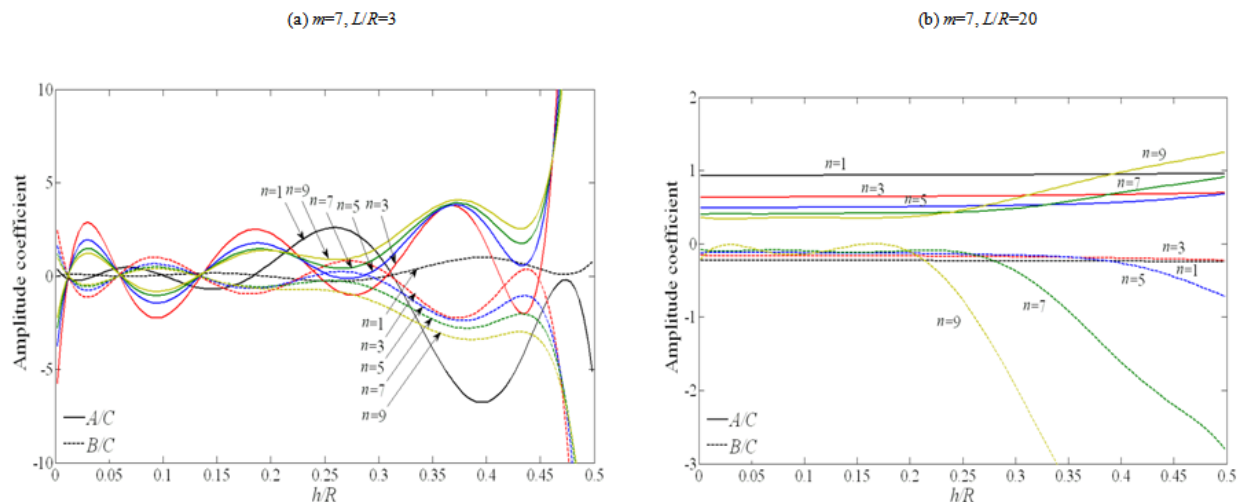 (a) m=7, L/R=3
(b) m=7, L/R=20
Amplitude coefficient
10
5
0
-5
-10
n=1
n=9
n=7
n=5
n=3
n=1
n=3
n=5
n=7
n=9
A/C
B/C
0
0.05
0.1
0.15
0.2
0.25
0.3
0.35
0.4
0.45
0.5
h/R
Amplitude coefficient
2
1
0
-1
-2
-3
n=1
n=3
n=5
n=9
n=7
n=3
n=1
n=5
n=7
n=9
A/C
B/C
0
0.05
0.1
0.15
0.2
0.25
0.3
0.35
0.4
0.45
0.5
h/R